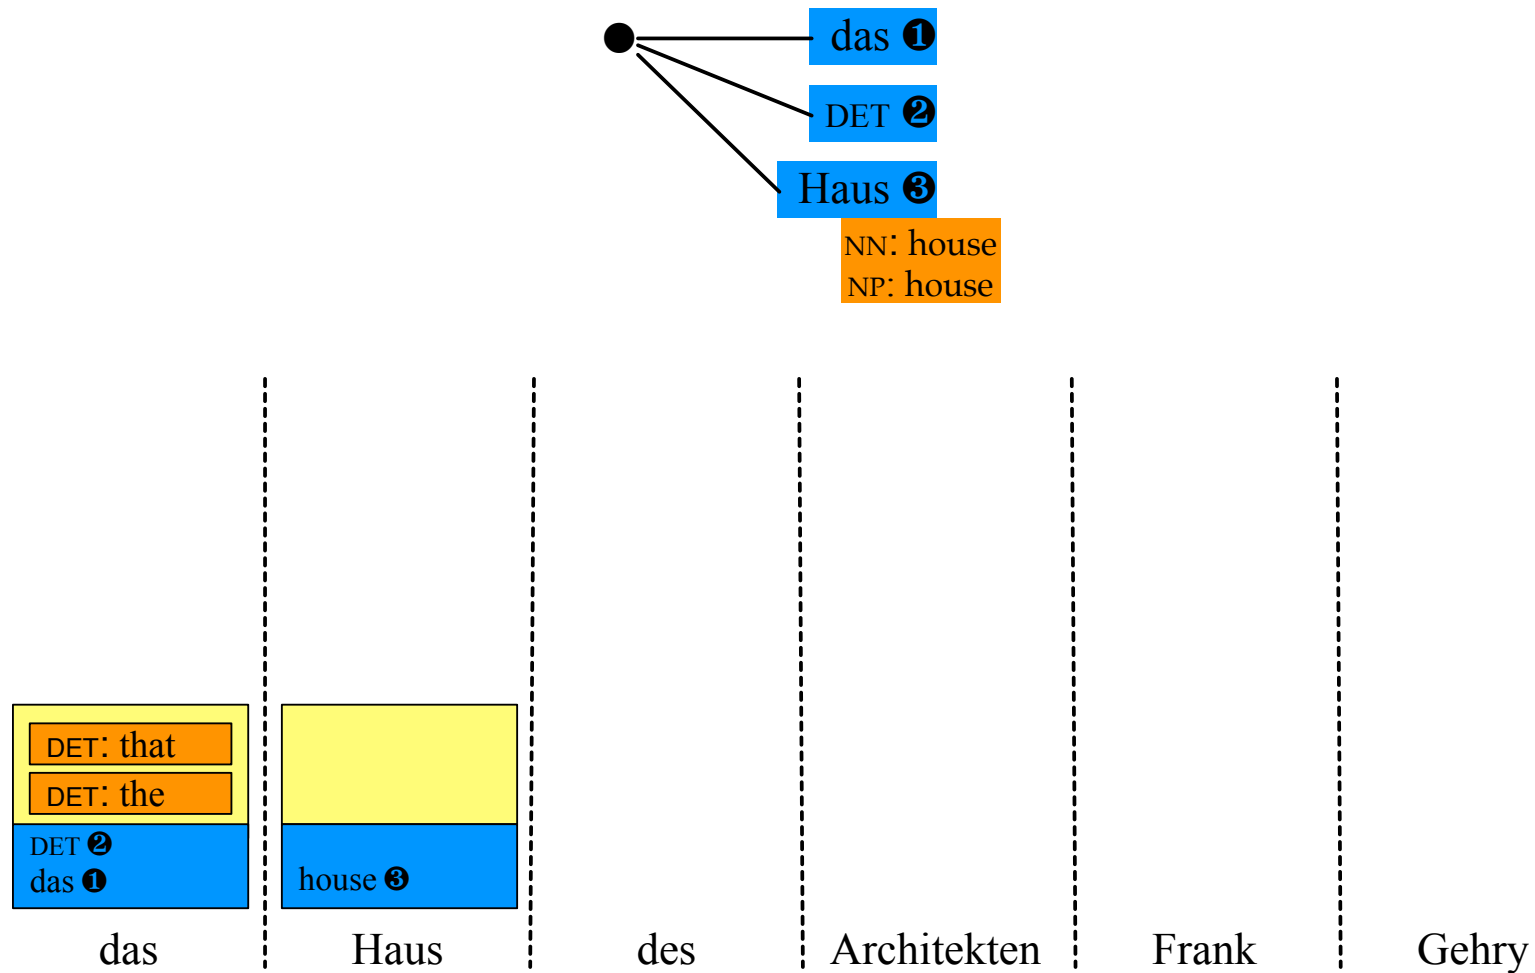 das ❶
DET ❷
Haus ❸
NN: house
NP: house
DET: that
DET: the
DET ❷
das ❶
house ❸
das Haus des Architekten Frank Gehry